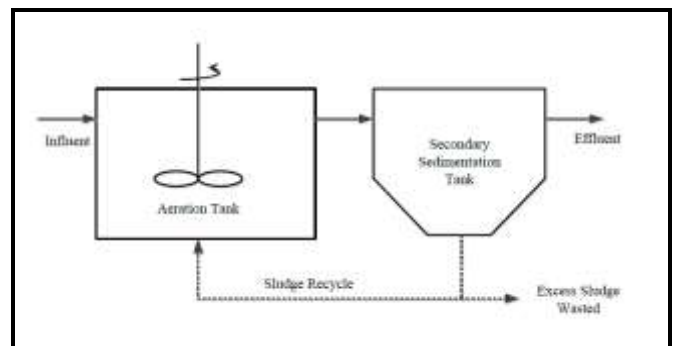 Influent
Aeration Tank
Secondary
Sedimentation
Tank
Effluent
Sludge Recycle
Excess Sludge
Wasted